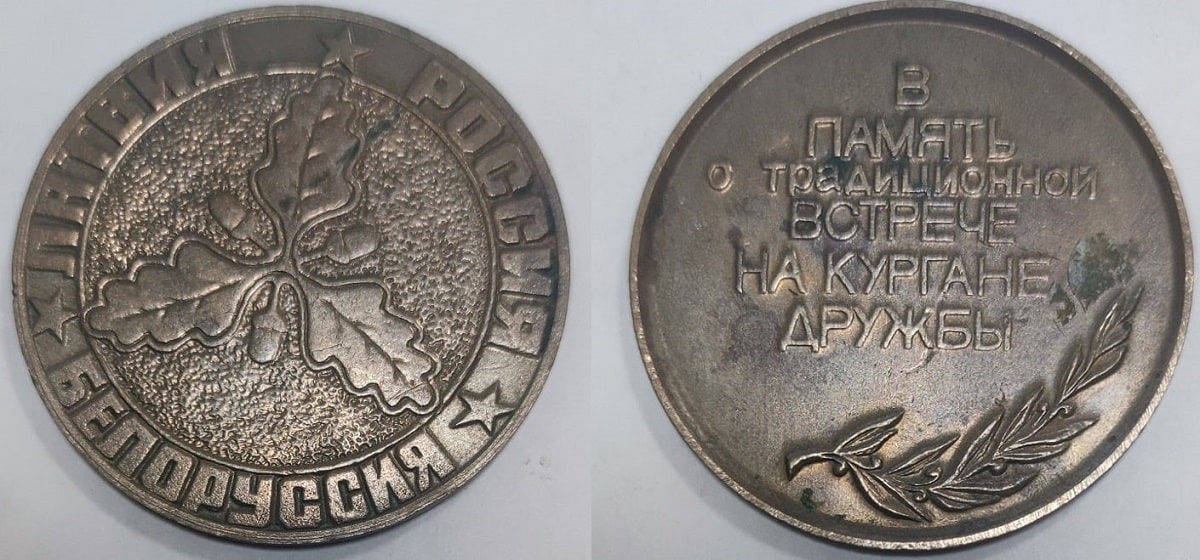 ЛАТВИЯ
РОССИЯ
БЕЛОРУССИЯ
В
ПАМЯТЬ
о традиционной
ВСТРЕЧЕ
НА КУРГАНЕ
ДРУЖБЫ